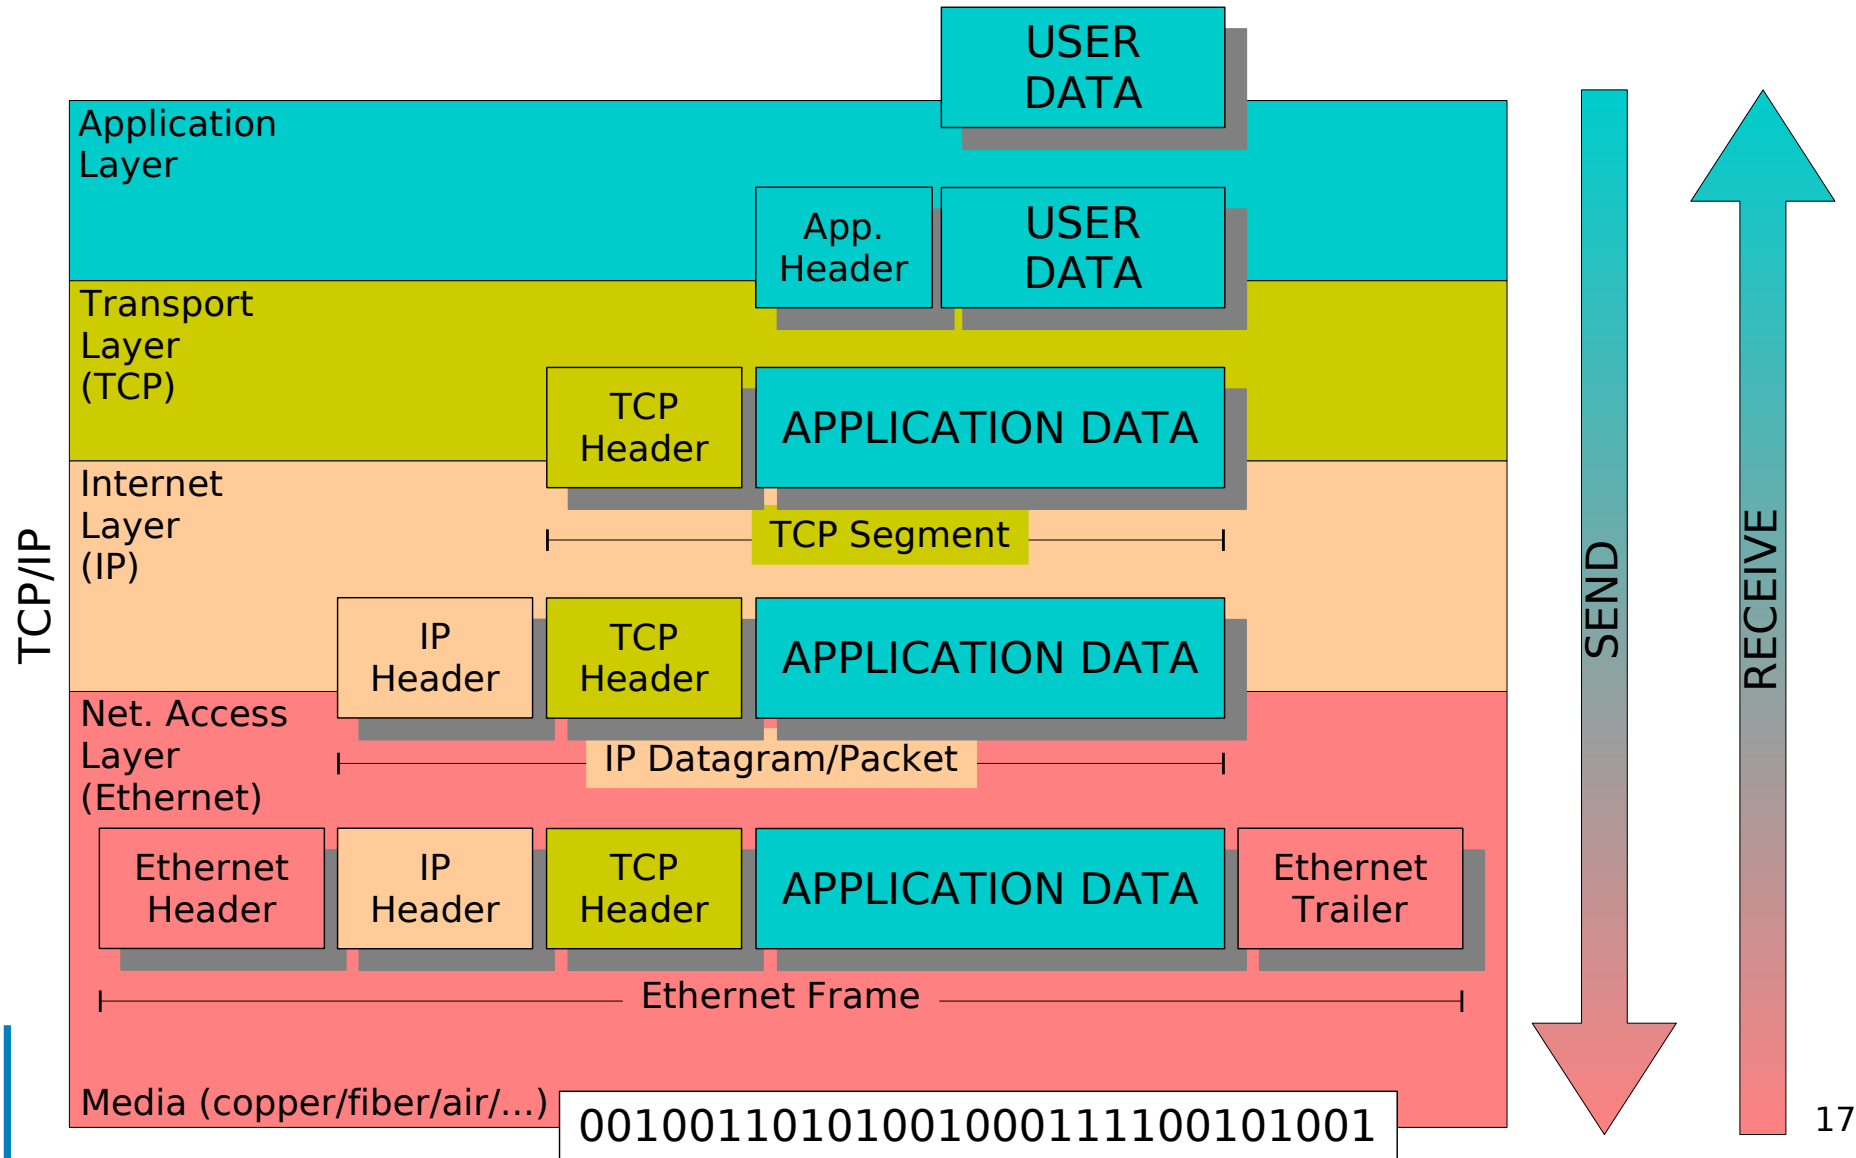 USER
DATA
Application
Layer
App.
Header
USER
DATA
Transport
Layer
(TCP)
TCP
Header
APPLICATION DATA
Internet
Layer
(IP)
TCP Segment
TCP/IP
SEND
RECEIVE
IP
Header
TCP
Header
APPLICATION DATA
Net. Access
Layer
(Ethernet)
IP Datagram/Packet
Ethernet
Header
IP
Header
TCP
Header
APPLICATION DATA
Ethernet
Trailer
Ethernet Frame
Media (copper/fiber/air/...)
0010011010100100011110010100​1
17